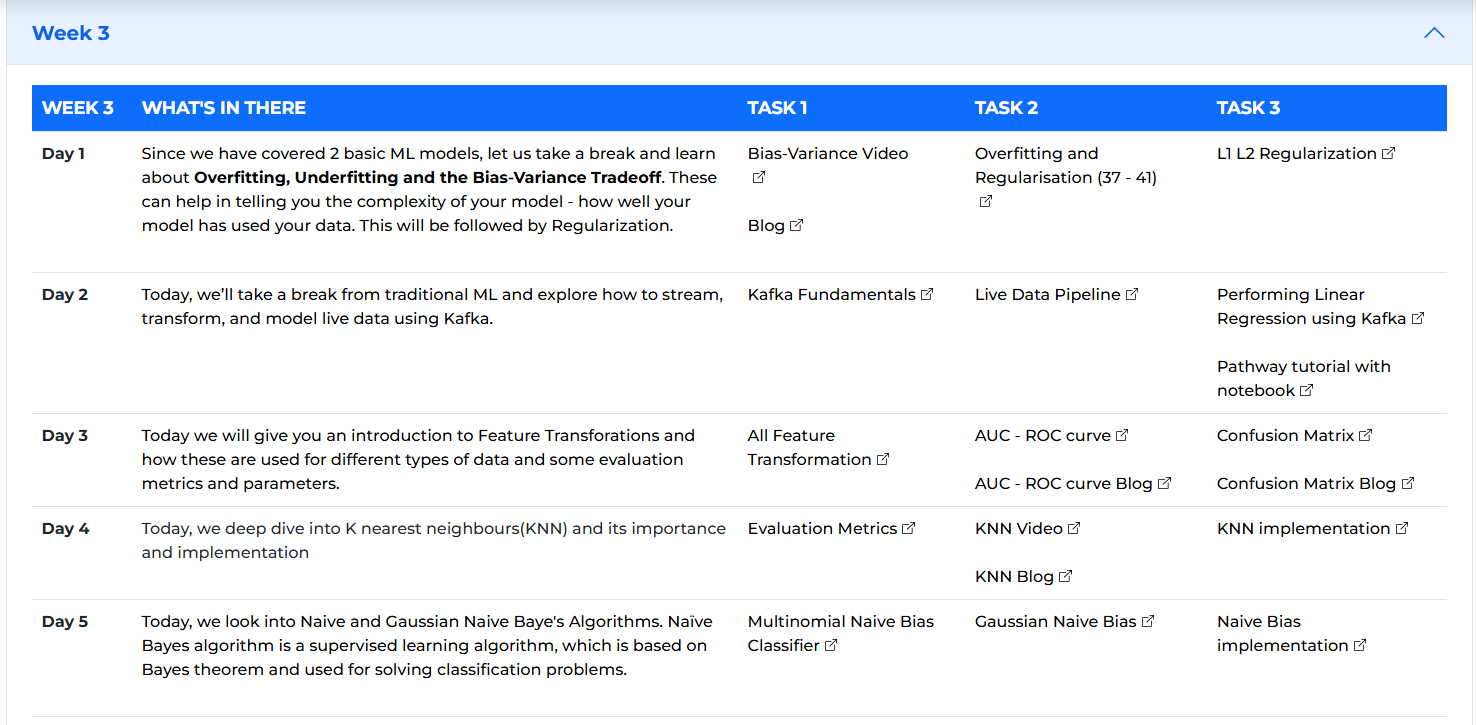 Week 3
WEEK 3 WHAT'S IN THERE TASK 1 TASK 2 TASK 3
Day 1
Since we have covered 2 basic ML models, let us take a break and learn
about Overfitting, Underfitting and the Bias-Variance Tradeoff. These
can help in telling you the complexity of your model - how well your
model has used your data. This will be followed by Regularization.
Bias-Variance Video
Blog
Overfitting and
Regularisation (37 - 41)
L1 L2 Regularization
Day 2
Today, we’ll take a break from traditional ML and explore how to stream,
transform, and model live data using Kafka.
Kafka Fundamentals
Live Data Pipeline
Performing Linear
Regression using Kafka
Pathway tutorial with
notebook
Day 3
Today we will give you an introduction to Feature Transforations and
how these are used for different types of data and some evaluation
metrics and parameters.
All Feature
Transformation
AUC - ROC curve
AUC - ROC curve Blog
Confusion Matrix
Confusion Matrix Blog
Day 4
Today, we deep dive into K nearest neighbours(KNN) and its importance
and implementation
Evaluation Metrics
KNN Video
KNN Blog
KNN implementation
Day 5
Today, we look into Naive and Gaussian Naive Baye's Algorithms. Naïve
Bayes algorithm is a supervised learning algorithm, which is based on
Bayes theorem and used for solving classification problems.
Multinomial Naive Bias
Classifier
Gaussian Naive Bias
Naive Bias
implementation